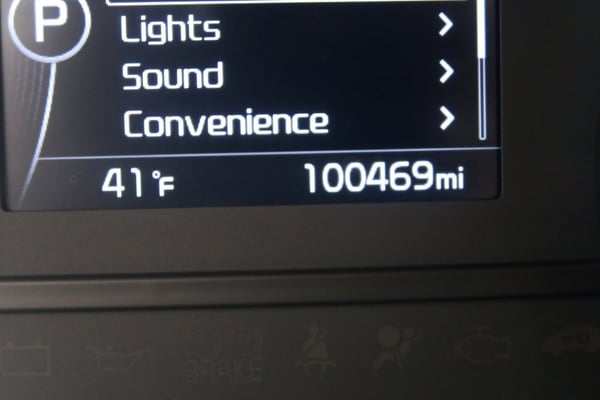 P
Lights
Sound
Convenience
41°F 100469mi
BRAKE